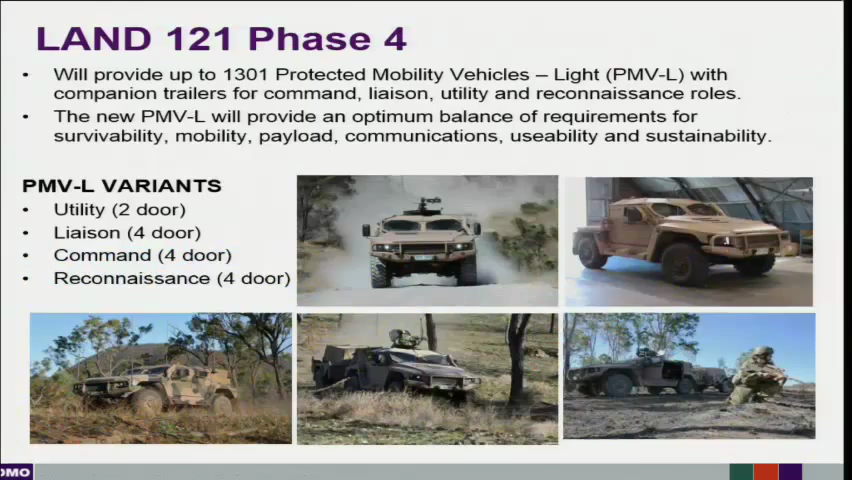 LAND 121 Phase 4
• Will provide up to 1301 Protected Mobility Vehicles – Light (PMV-L) with
companion trailers for command, liaison, utility and reconnaissance roles.
• The new PMV-L will provide an optimum balance of requirements for
survivability, mobility, payload, communications, useability and sustainability.
PMV-L VARIANTS
• Utility (2 door)
• Liaison (4 door)
• Command (4 door)
• Reconnaissance (4 door)
DMO